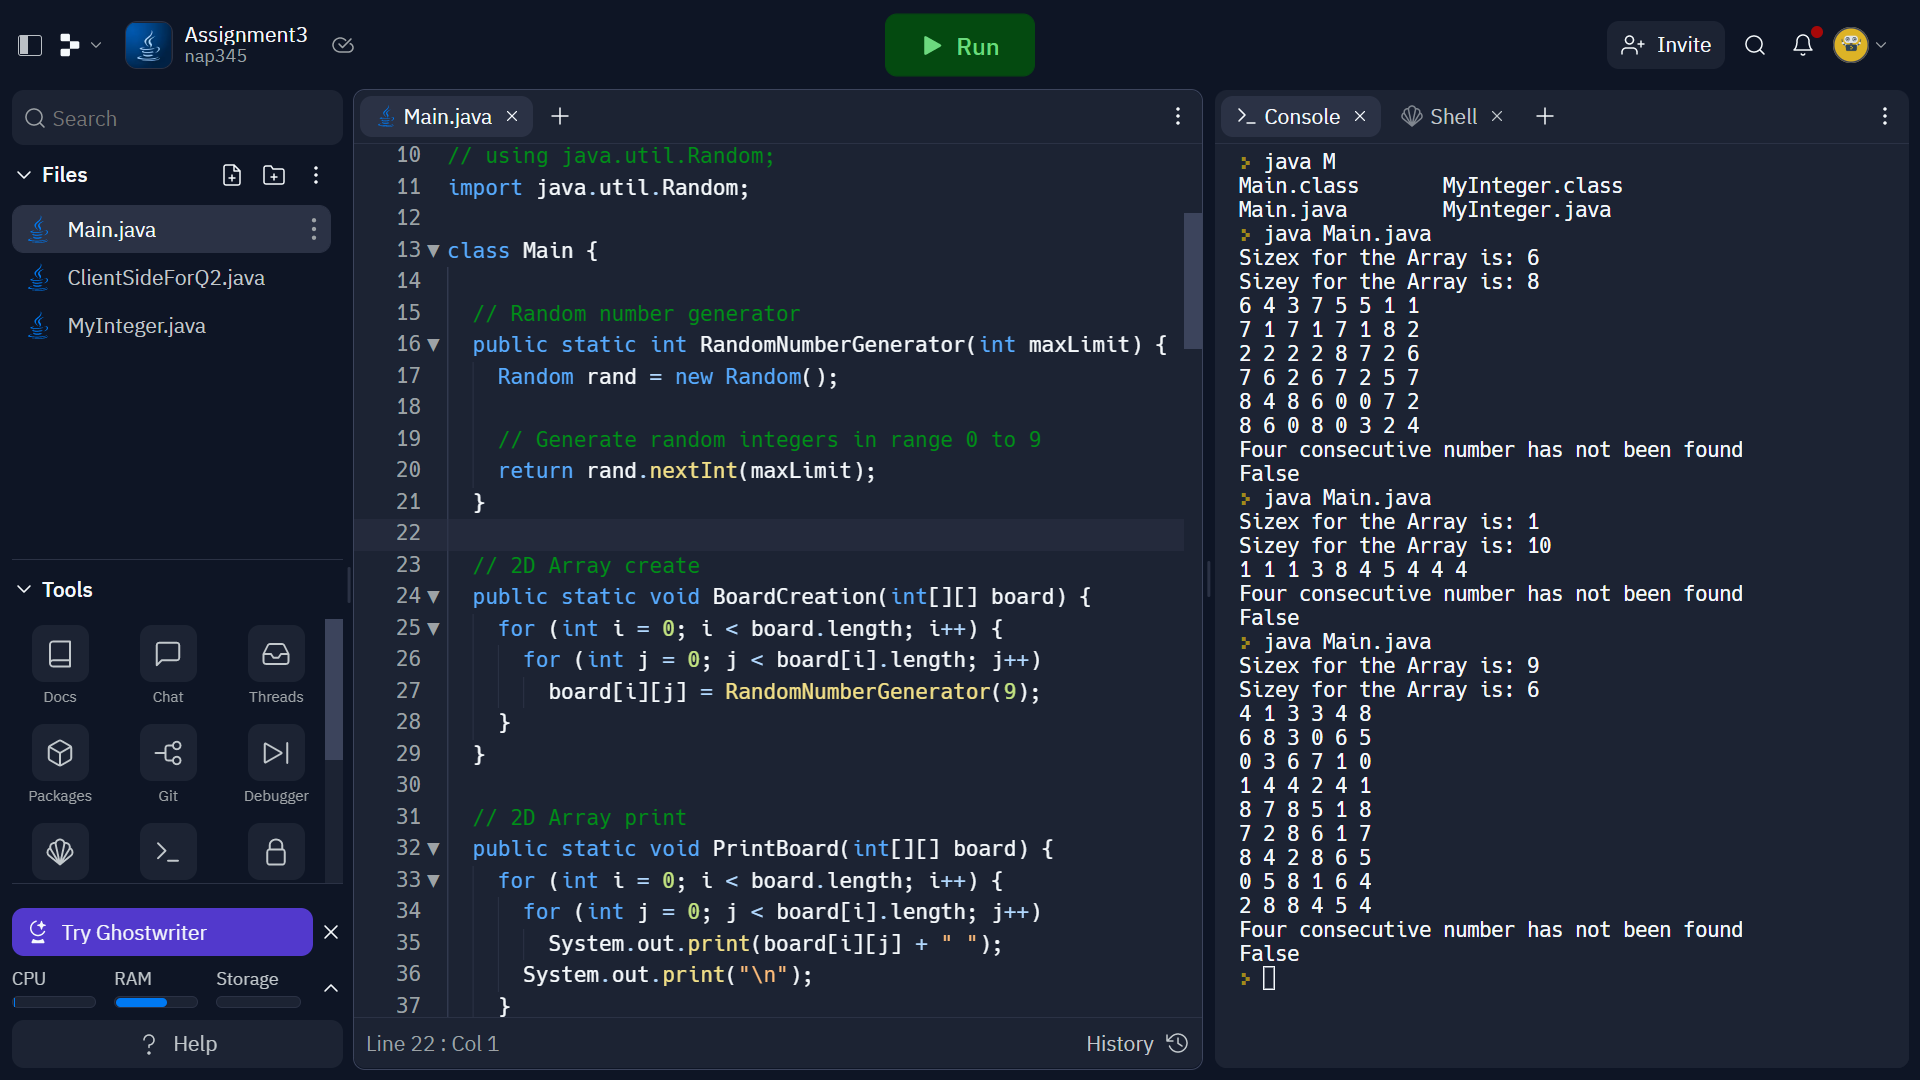 Assignment3
nap345
Run
Invite
Search
Files
Main.java
ClientSideForQ2.java
MyInteger.java
Tools
Docs
Chat
Threads
Packages
Git
Debugger
Try Ghostwriter
CPU
RAM
Storage
? Help
Main.java
10 // using java.util.Random;
11 import java.util.Random;
12
13 class Main {
14
15 // Random number generator
16 public static int RandomNumberGenerator(int maxLimit) {
17 Random rand = new Random();
18
19 // Generate random integers in range 0 to 9
20 return rand.nextInt(maxLimit);
21 }
22
23 // 2D Array create
24 public static void BoardCreation(int[][] board) {
25 for (int i = 0; i < board.length; i++) {
26 for (int j = 0; j < board[i].length; j++)
27 board[i][j] = RandomNumberGenerator(9);
28 }
29 }
30
31 // 2D Array print
32 public static void PrintBoard(int[][] board) {
33 for (int i = 0; i < board.length; i++) {
34 for (int j = 0; j < board[i].length; j++)
35 System.out.print(board[i][j] + " ");
36 System.out.print("\n");
37 }
Line 22 : Col 1
History
Console
Shell
java M
Main.class MyInteger.class
Main.java MyInteger.java
java Main.java
Sizex for the Array is: 6
Sizey for the Array is: 8
6 4 3 7 5 5 1 1
7 1 7 1 7 1 8 2
2 2 2 2 8 7 2 6
7 6 2 6 7 2 5 7
8 4 8 6 0 0 7 2
8 6 0 8 0 3 2 4
Four consecutive number has not been found
False
java Main.java
Sizex for the Array is: 1
Sizey for the Array is: 10
1 1 1 3 8 4 5 4 4 4
Four consecutive number has not been found
False
java Main.java
Sizex for the Array is: 9
Sizey for the Array is: 6
4 1 3 3 4 8
6 8 3 0 6 5
0 3 6 7 1 0
1 4 4 2 4 1
8 7 8 5 1 8
7 2 8 6 1 7
8 4 2 8 6 5
0 5 8 1 6 4
2 8 8 4 5 4
Four consecutive number has not been found
False